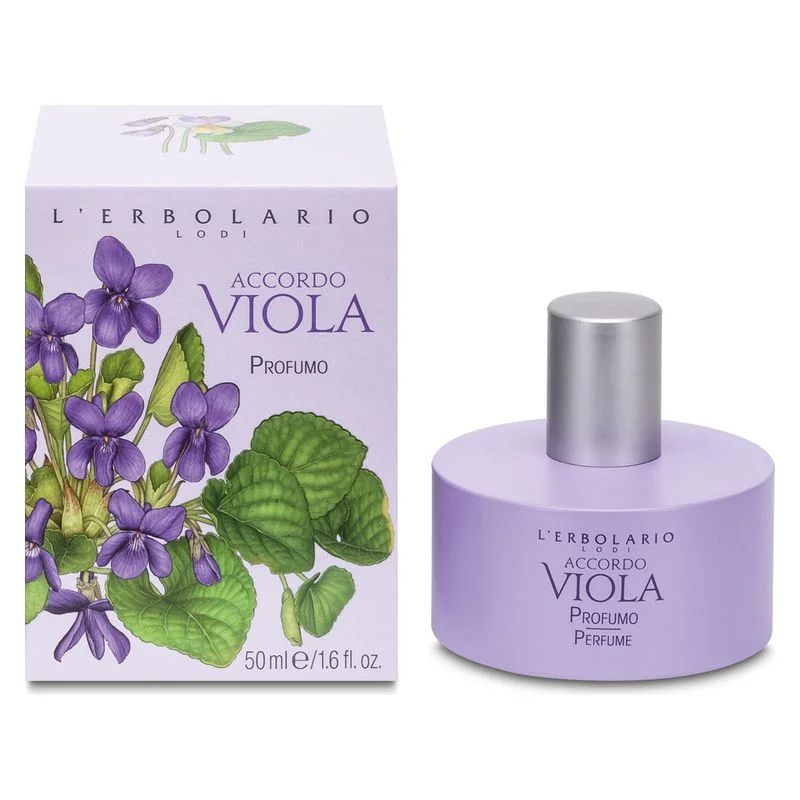 L'ERBOLARIO
LODI
ACCORDO
VIOLA
PROFUMO
50 ml ℮/1.6 fl. oz.
L'ERBOLARIO
LODI
ACCORDO
VIOLA
PROFUMO
PERFUME